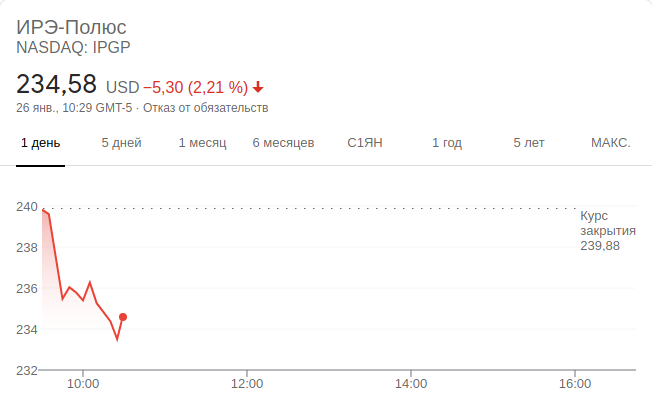 ИРЭ-Полюс
NASDAQ: IPGP
234,58 USD −5,30 (2,21 %)
26 янв., 10:29 GMT-5 · Отказ от обязательств
1 день 5 дней 1 месяц 6 месяцев С1ЯН 1 год 5 лет МАКС.
240
Курс
закрытия
239,88
238
236
234
232
10:00 12:00 14:00 16:00